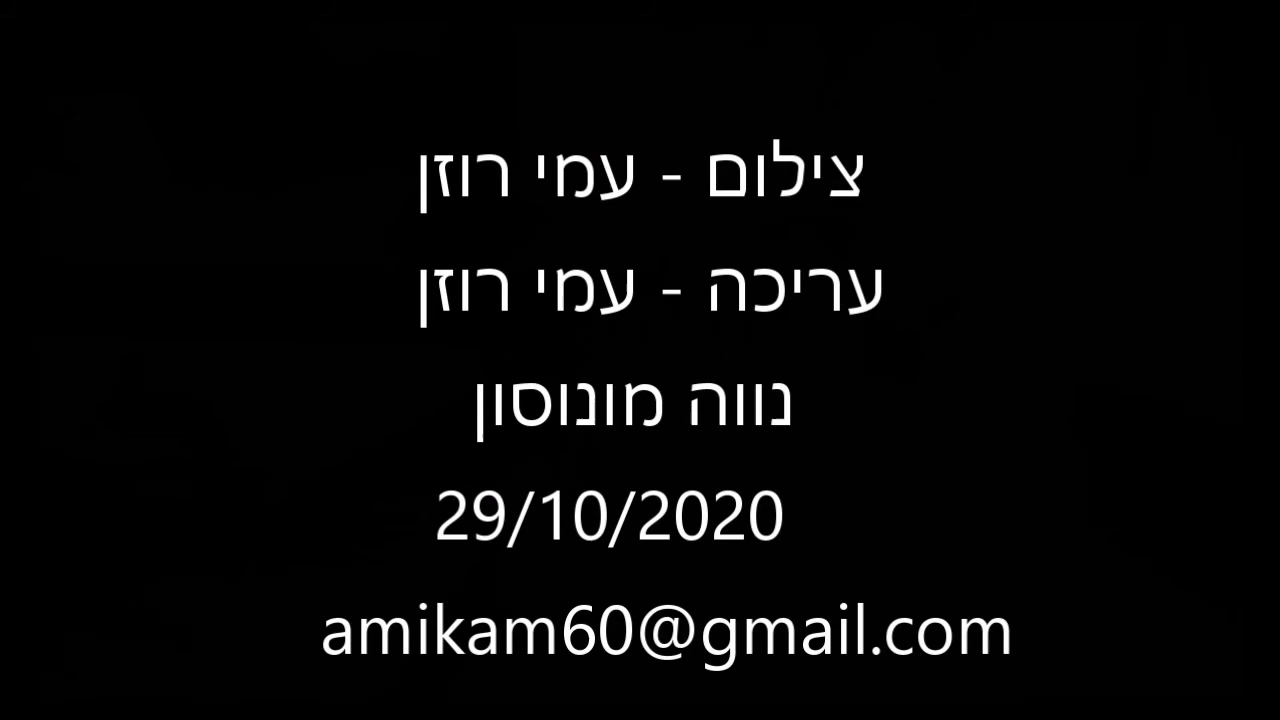 צילום - עמי רוזן
עריכה - עמי רוזן
נווה מונוסון
29/10/2020
amikam60@gmail.com